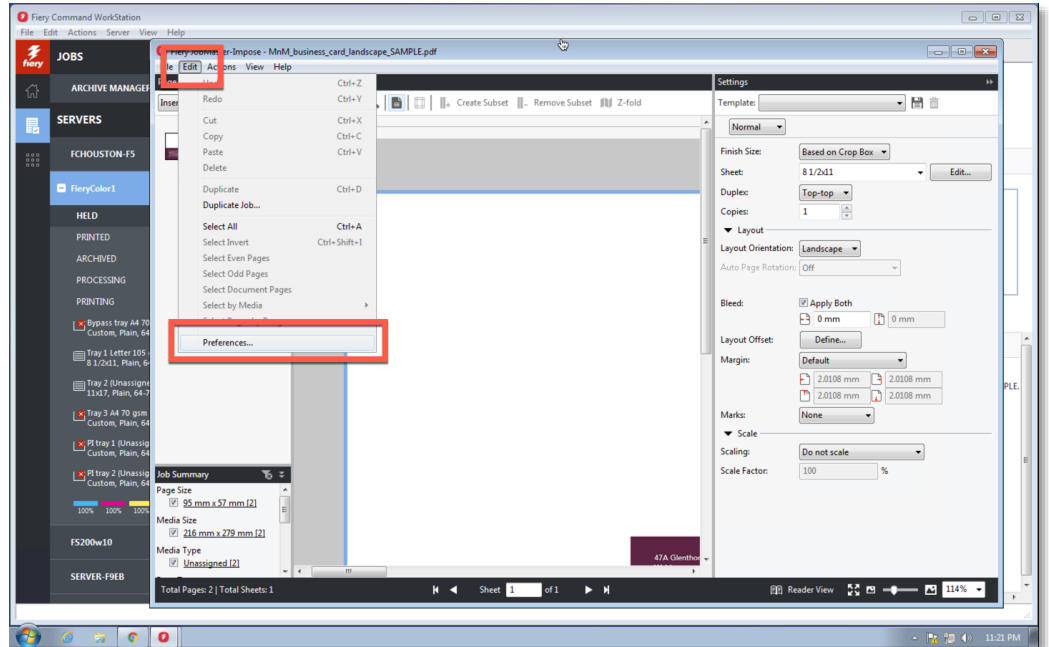 Fiery Command WorkStation
File Edit Actions Server View Help
fiery
JOBS
ARCHIVE MANAGER
SERVERS
FCHOUSTON-F5
FieryColor1
HELD
PRINTED
ARCHIVED
PROCESSING
PRINTING
Bypass tray A4 70
Custom, Plain, 64
Tray 1 Letter 105
8 1/2x11, Plain, 64
Tray 2 (Unassigne
11x17, Plain, 64-7
Tray 3 A4 70 gsm
Custom, Plain, 64
PI tray 1 (Unassig
Custom, Plain, 64
PI tray 2 (Unassig
Custom, Plain, 64
100% 100% 100%
FS200w10
SERVER-F9EB
Fiery JobMaster-Impose - MnM_business_card_landscape_SAMPLE.pdf
Edit Actions View Help
Ctrl+Z
Redo Ctrl+Y
Cut Ctrl+X
Copy Ctrl+C
Paste Ctrl+V
Delete
Duplicate Ctrl+D
Duplicate Job...
Select All Ctrl+A
Select Invert Ctrl+Shift+I
Select Even Pages
Select Odd Pages
Select Document Pages
Select by Media
Preferences...
Create Subset Remove Subset Z-fold
Job Summary
Page Size
95 mm x 57 mm [2]
Media Size
216 mm x 279 mm [2]
Media Type
Unassigned [2]
47A Glenthor
Total Pages: 2 | Total Sheets: 1
Sheet 1 of 1
Reader View
114%
Settings
Template:
Normal
Finish Size: Based on Crop Box
Sheet: 8 1/2x11 Edit...
Duplex: Top-top
Copies: 1
Layout
Layout Orientation: Landscape
Auto Page Rotation: Off
Bleed: Apply Both
0 mm 0 mm
Layout Offset: Define...
Margin: Default
2.0108 mm 2.0108 mm
2.0108 mm 2.0108 mm
Marks: None
Scale
Scaling: Do not scale
Scale Factor: 100 %
PLE.
11:21 PM